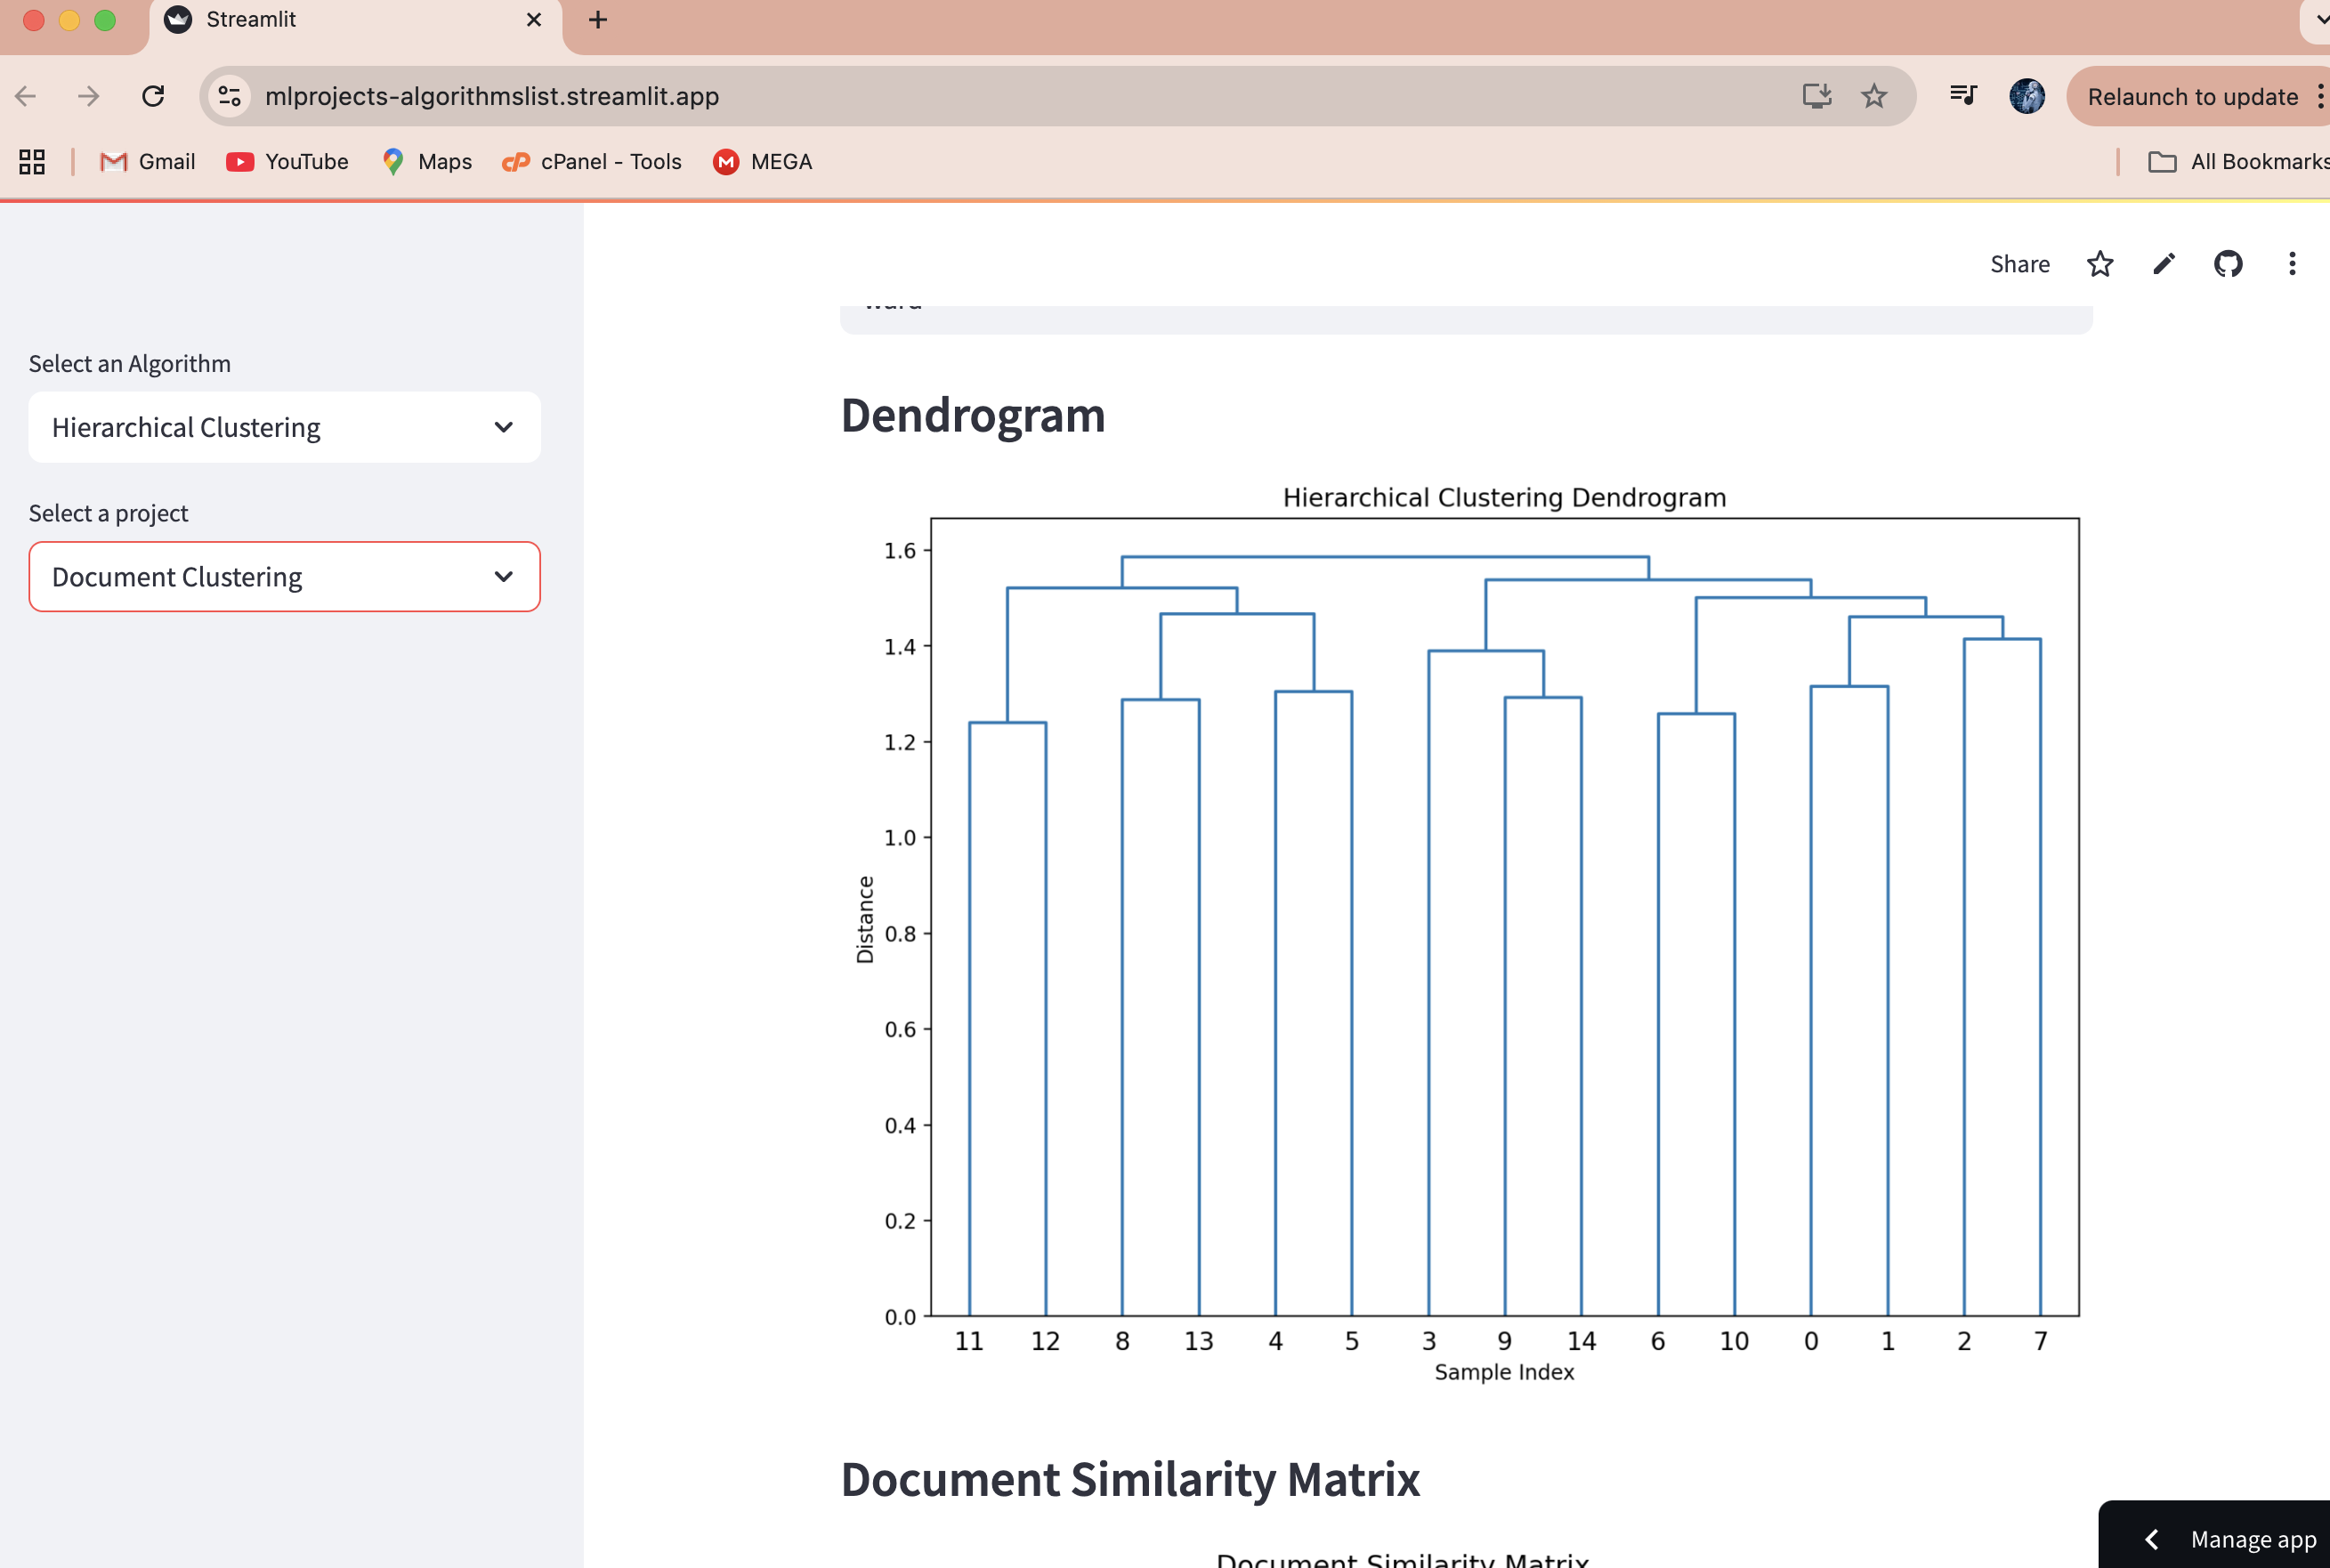 Streamlit
mlprojects-algorithmslist.streamlit.app
Relaunch to update
Gmail YouTube Maps cPanel - Tools MEGA All Bookmarks
Share
Select an Algorithm
Hierarchical Clustering
Select a project
Document Clustering
ward
Dendrogram
Hierarchical Clustering Dendrogram
1.6
1.4
1.2
1.0
0.8
0.6
0.4
0.2
0.0
Distance
11 12 8 13 4 5 3 9 14 6 10 0 1 2 7
Sample Index
Document Similarity Matrix
Document Similarity Matrix
Manage app